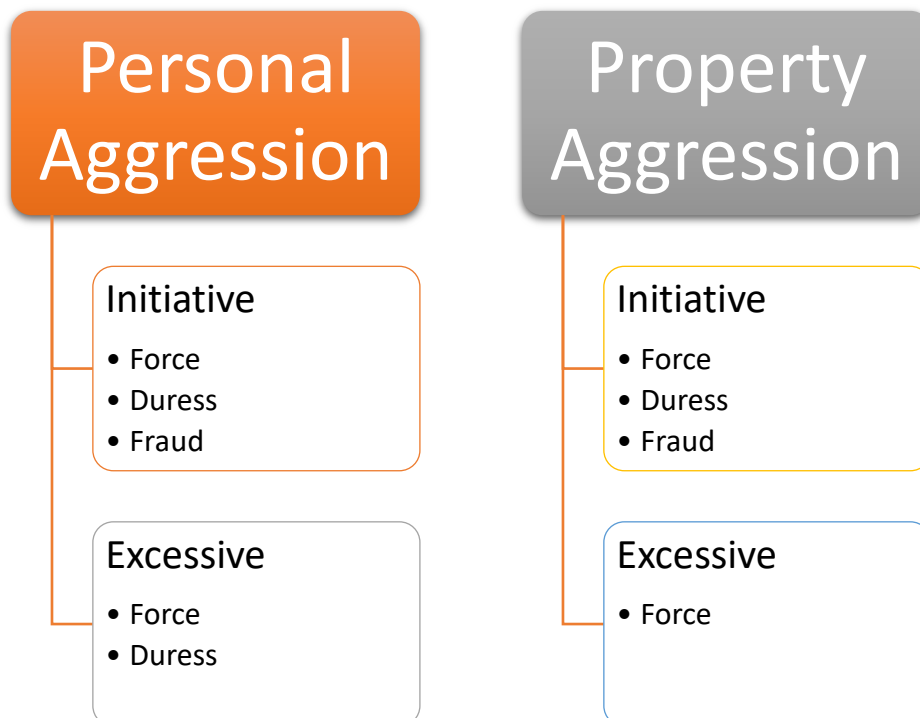 Personal
Aggression
Initiative
• Force
• Duress
• Fraud
Excessive
• Force
• Duress
Property
Aggression
Initiative
• Force
• Duress
• Fraud
Excessive
• Force